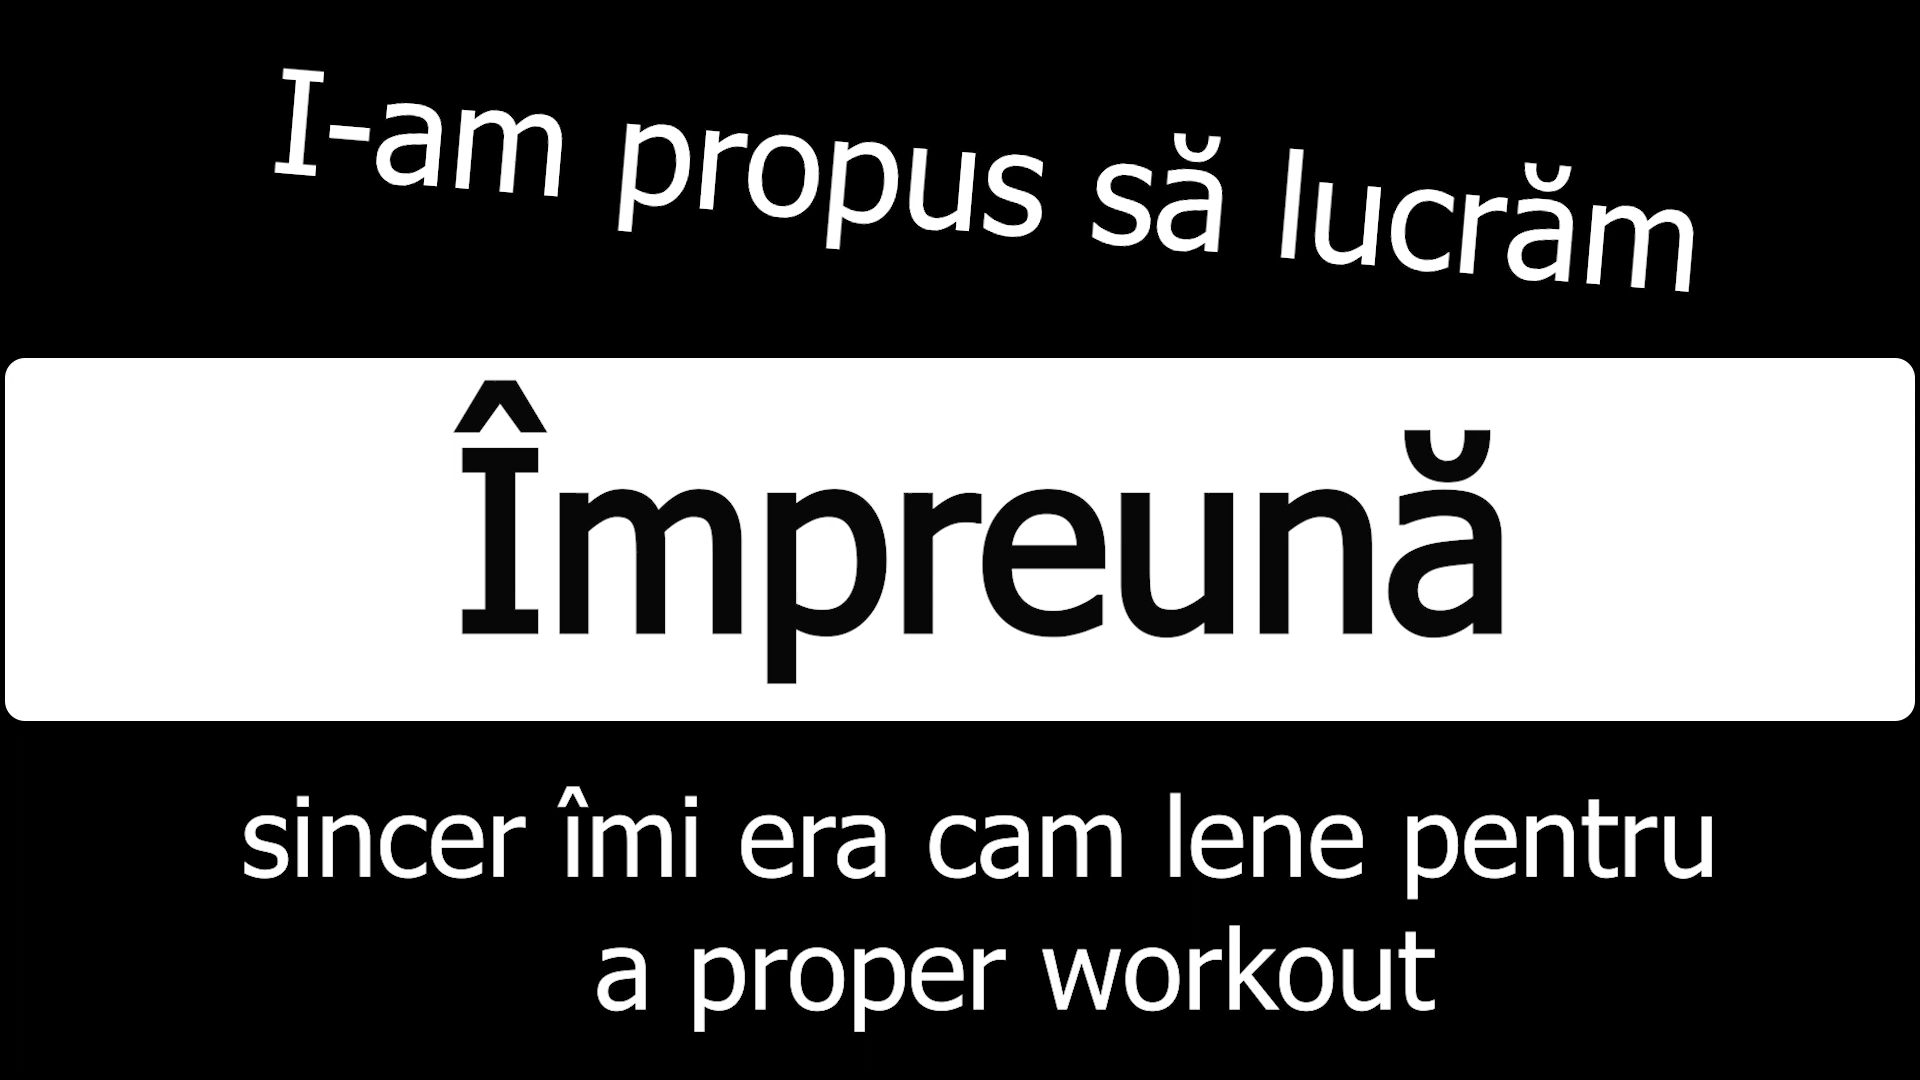 I-am propus să lucrăm
Împreună
sincer îmi era cam lene pentru
a proper workout